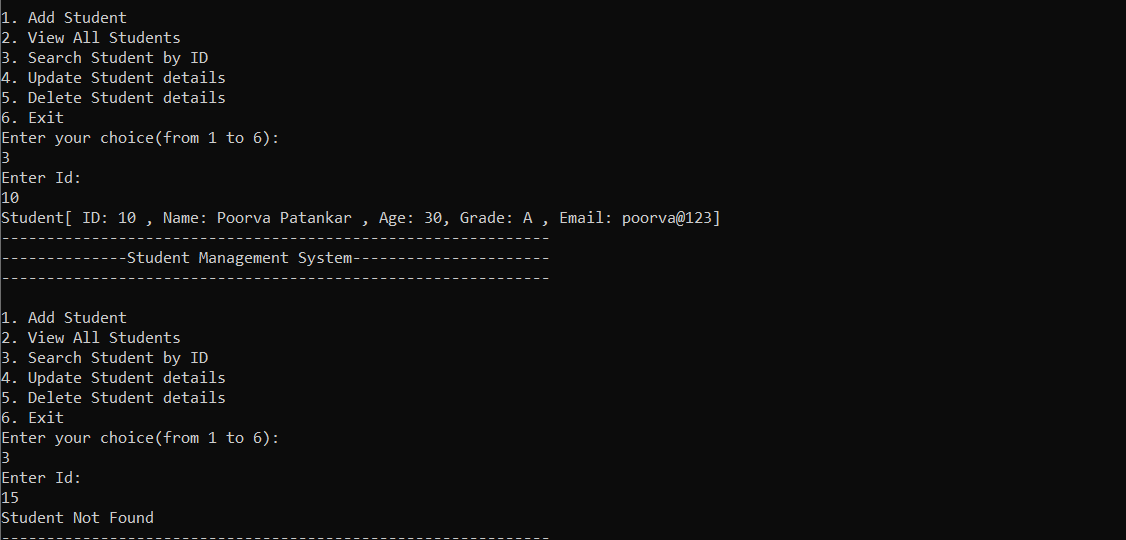 1. Add Student
2. View All Students
3. Search Student by ID
4. Update Student details
5. Delete Student details
6. Exit
Enter your choice(from 1 to 6):
3
Enter Id:
10
Student[ ID: 10 , Name: Poorva Patankar , Age: 30, Grade: A , Email: poorva@123]
-------------------------------------------------------------
--------------Student Management System----------------------
-------------------------------------------------------------
1. Add Student
2. View All Students
3. Search Student by ID
4. Update Student details
5. Delete Student details
6. Exit
Enter your choice(from 1 to 6):
3
Enter Id:
15
Student Not Found
-------------------------------------------------------------